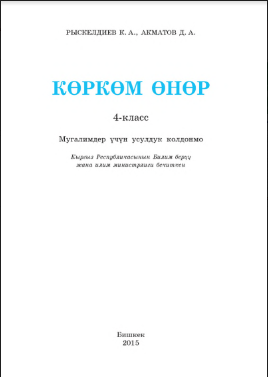 РЫСКЕЛДИЕВ К. А., АКМАТОВ Д. А.
КӨРКӨМ ӨНӨР
4-класс
Мугалимдер үчүн усулдук колдонмо
Кыргыз Республикасынын Билим берүү
жана илим министрлиги бекиткен
Бишкек
2015